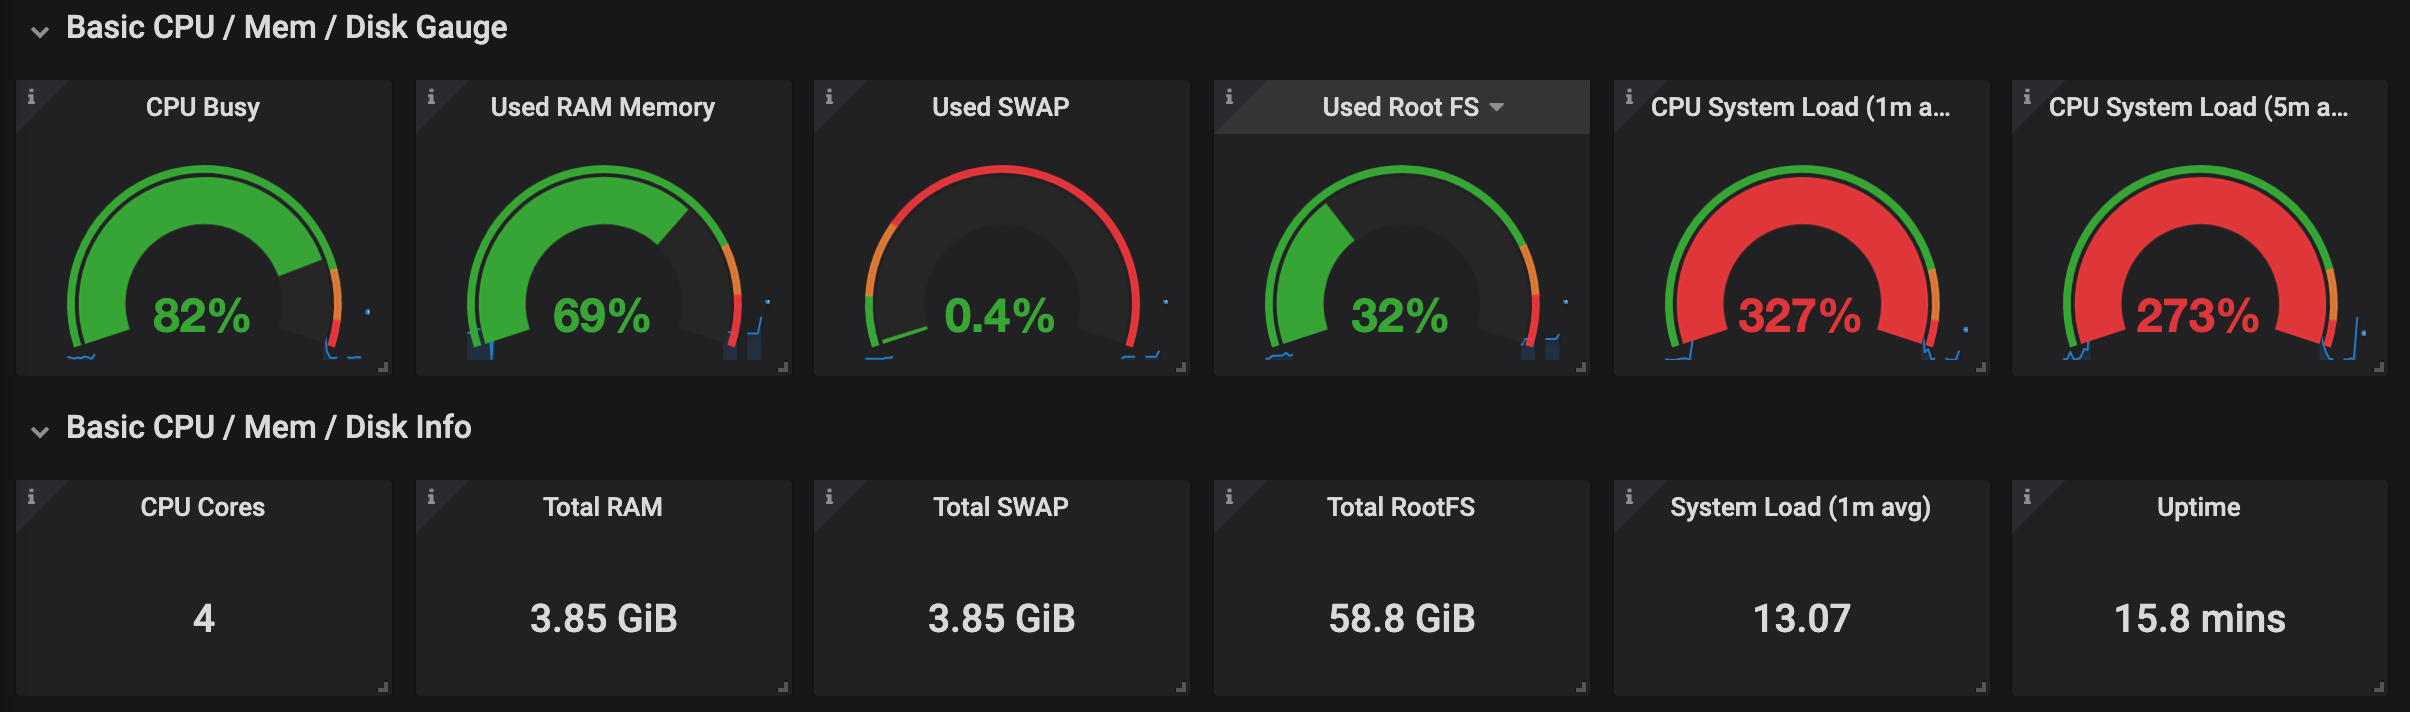 Basic CPU / Mem / Disk Gauge
CPU Busy
Used RAM Memory
Used SWAP
Used Root FS
CPU System Load (1m a...
CPU System Load (5m a...
82%
69%
0.4%
32%
327%
273%
Basic CPU / Mem / Disk Info
CPU Cores
Total RAM
Total SWAP
Total RootFS
System Load (1m avg)
Uptime
4
3.85 GiB
3.85 GiB
58.8 GiB
13.07
15.8 mins